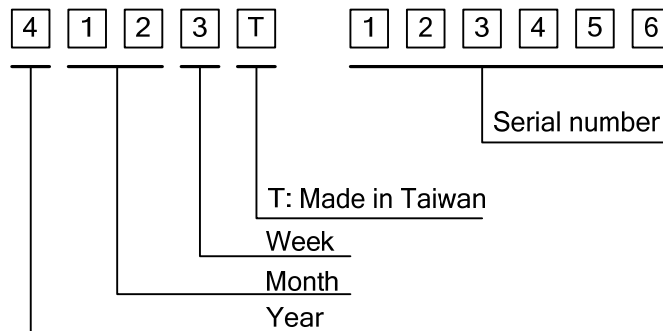 4 1 2 3 T 1 2 3 4 5 6
Serial number
T: Made in Taiwan
Week
Month
Year